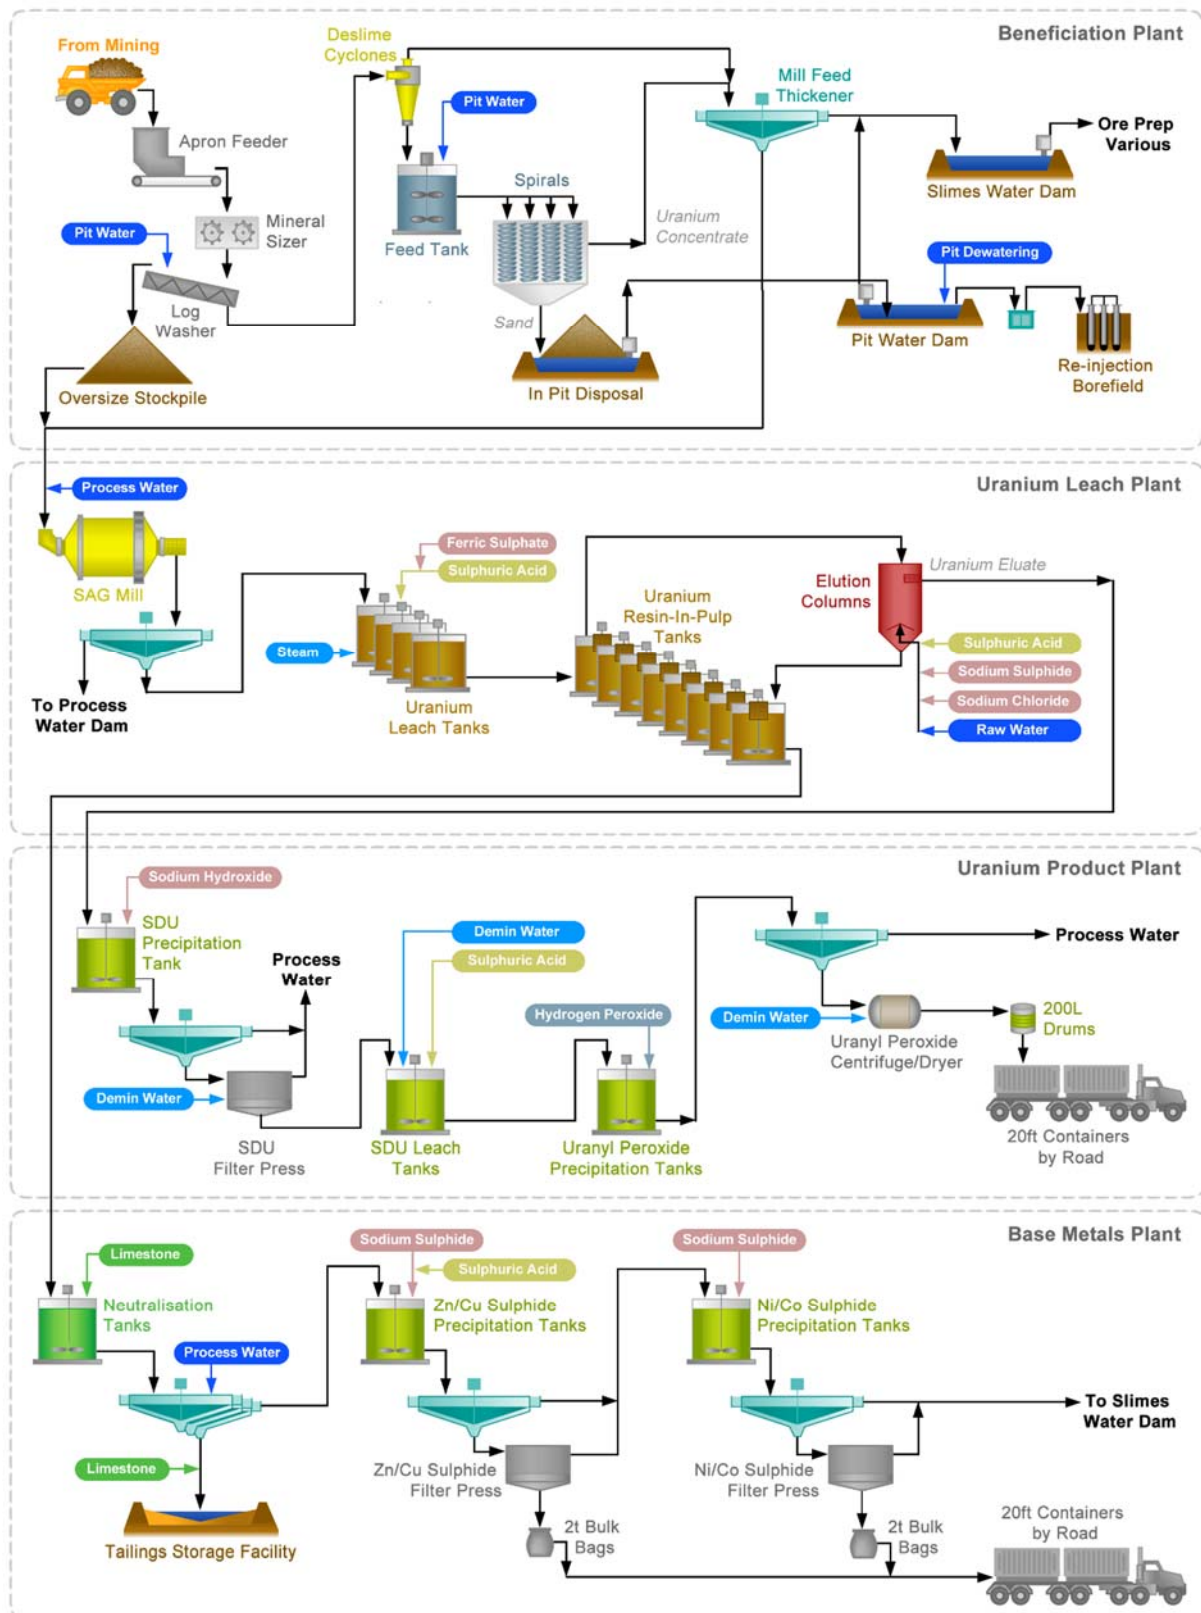 Beneficiation Plant
From Mining
Deslime
Cyclones
Mill Feed
Thickener
Pit Water
Apron Feeder
Ore Prep
Various
Slimes Water Dam
Spirals
Mineral
Sizer
Pit Water
Uranium
Concentrate
Feed Tank
Pit Dewatering
Log
Washer
Sand
Pit Water Dam
Re-injection
Borefield
Oversize Stockpile
In Pit Disposal
Uranium Leach Plant
Process Water
Ferric Sulphate
Sulphuric Acid
Uranium Eluate
Elution
Columns
SAG Mill
Uranium
Resin-In-Pulp
Tanks
Steam
Sulphuric Acid
Sodium Sulphide
Sodium Chloride
Raw Water
To Process
Water Dam
Uranium
Leach Tanks
Uranium Product Plant
Sodium Hydroxide
SDU
Precipitation
Tank
Demin Water
Sulphuric Acid
Process
Water
Process Water
Hydrogen Peroxide
Demin Water
200L
Drums
Uranyl Peroxide
Centrifuge/Dryer
Demin Water
SDU
Filter Press
SDU Leach
Tanks
Uranyl Peroxide
Precipitation Tanks
20ft Containers
by Road
Base Metals Plant
Limestone
Sodium Sulphide
Sulphuric Acid
Sodium Sulphide
Neutralisation
Tanks
Zn/Cu Sulphide
Precipitation Tanks
Ni/Co Sulphide
Precipitation Tanks
Process Water
To Slimes
Water Dam
Limestone
Zn/Cu Sulphide
Filter Press
Ni/Co Sulphide
Filter Press
Tailings Storage Facility
2t Bulk
Bags
2t Bulk
Bags
20ft Containers
by Road